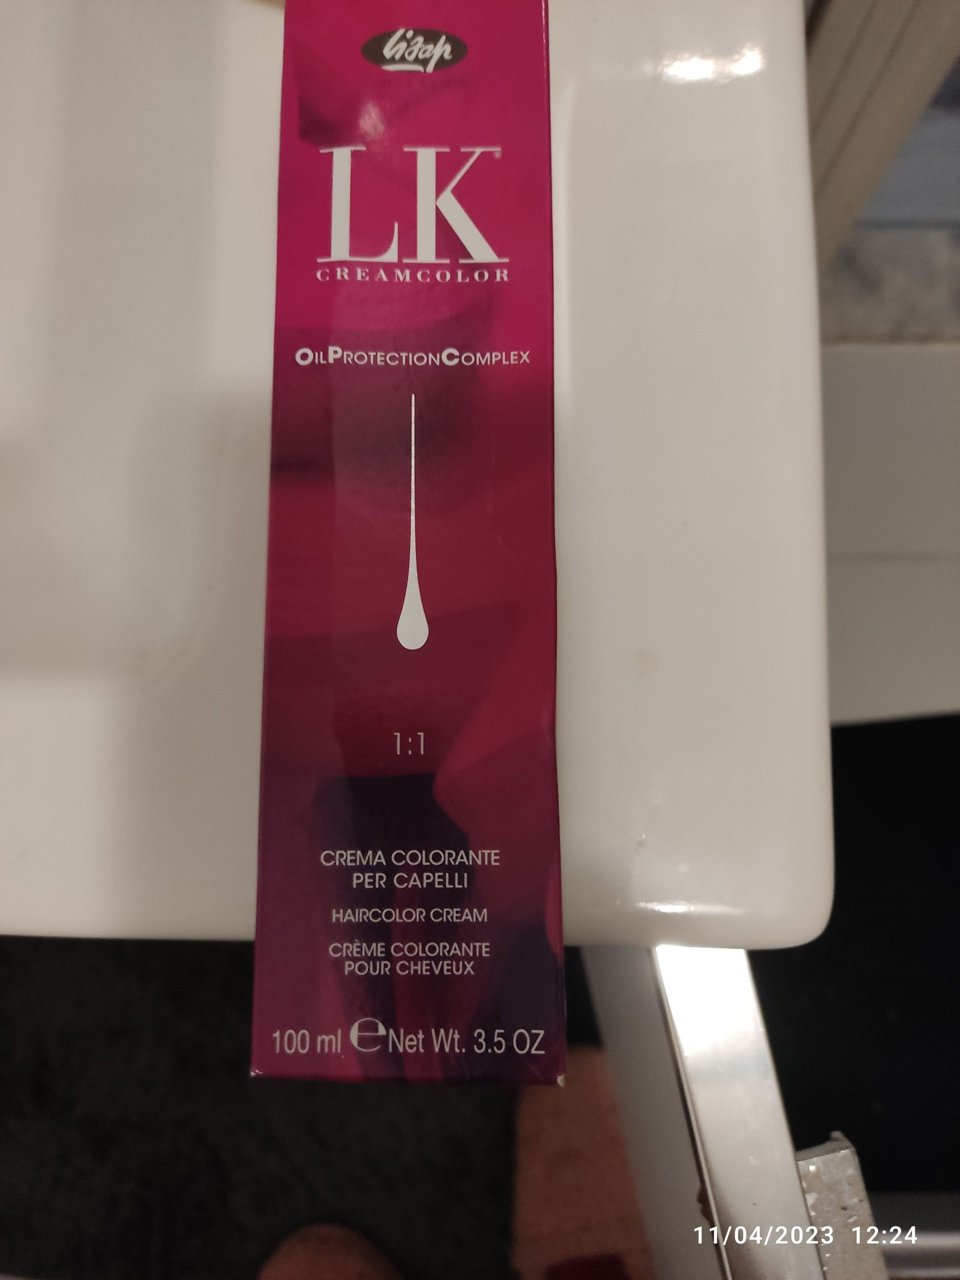 lisap
LK®
CREAMCOLOR
OILPROTECTIONCOMPLEX
1:1
CREMA COLORANTE
PER CAPELLI
HAIRCOLOR CREAM
CRÈME COLORANTE
POUR CHEVEUX
100 ml ℮ Net Wt. 3.5 OZ
11/04/2023 12:24